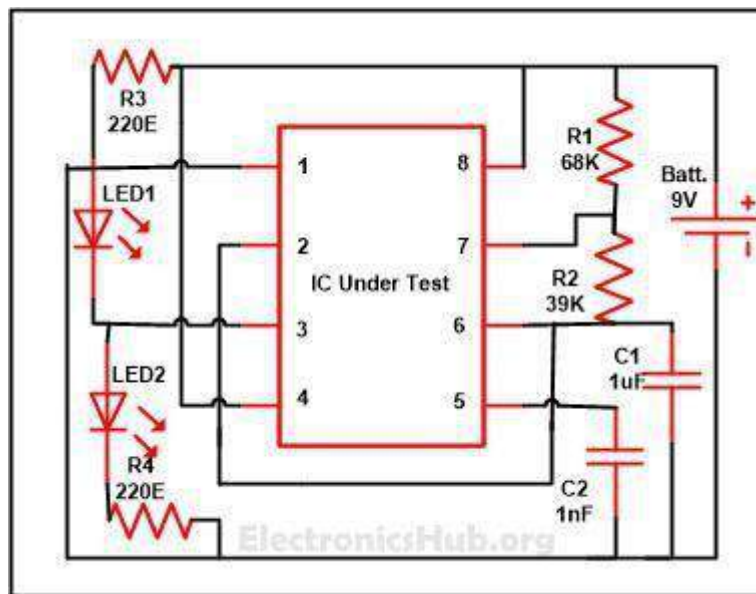 R3
220E
R1
68K
Batt.
9V
+
-
LED1
1
8
2
7
IC Under Test
R2
39K
3
6
LED2
C1
1uF
4
5
R4
220E
C2
1nF
ElectronicsHub.org